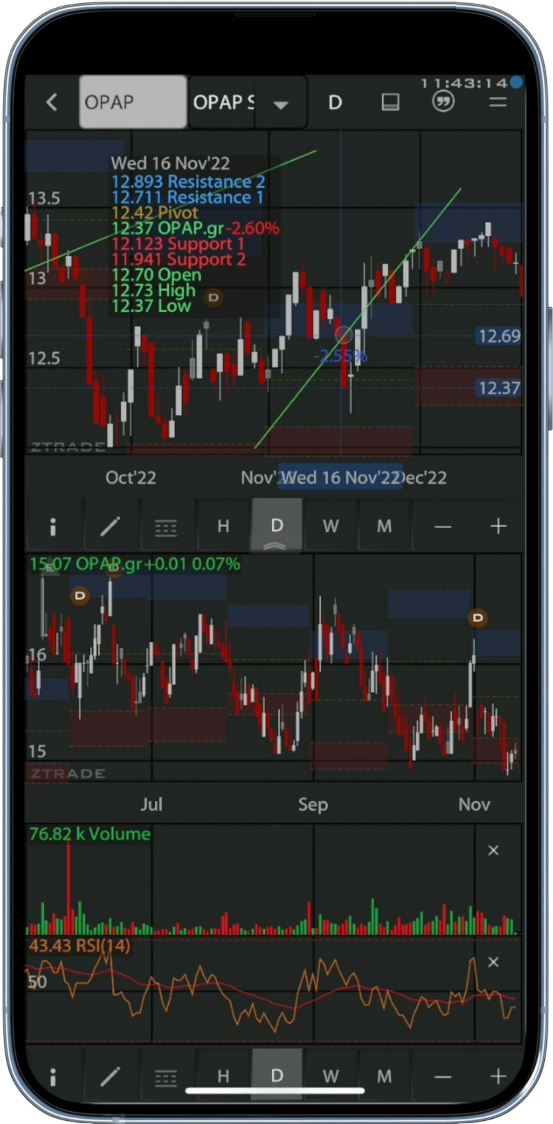 11:43:14
OPAP
OPAP S
D
Wed 16 Nov'22
12.893 Resistance 2
12.711 Resistance 1
12.42 Pivot
12.37 OPAP.gr -2.60%
12.123 Support 1
11.941 Support 2
12.70 Open
12.73 High
12.37 Low
13.5
13
D
12.69
-2.55%
12.5
12.37
ZTRADE
Oct'22 Nov' Wed 16 Nov'22 Dec'22
i H D W M — +
15.07 OPAP.gr +0.01 0.07%
D
D
D
16
15
ZTRADE
Jul Sep Nov
76.82 k Volume
×
43.43 RSI(14)
×
50
i H D W M — +